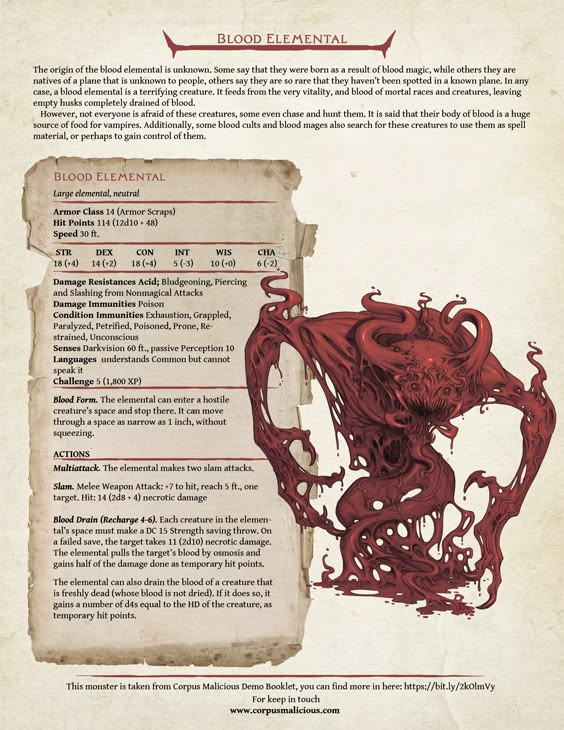 BLOOD ELEMENTAL
The origin of the blood elemental is unknown. Some say that they were born as a result of blood magic, while others they are
natives of a plane that is unknown to people, others say they are so rare that they haven't been spotted in a known plane. In any
case, a blood elemental is a terrifying creature. It feeds from the very vitality, and blood of mortal races and creatures, leaving
empty husks completely drained of blood.
However, not everyone is afraid of these creatures, some even chase and hunt them. It is said that their body of blood is a huge
source of food for vampires. Additionally, some blood cults and blood mages also search for these creatures to use them as spell
material, or perhaps to gain control of them.
BLOOD ELEMENTAL
Large elemental, neutral
Armor Class 14 (Armor Scraps)
Hit Points 114 (12d10 + 48)
Speed 30 ft.
STR DEX CON INT WIS CHA
18 (+4) 14 (+2) 18 (+4) 5 (-3) 10 (+0) 6 (-2)
Damage Resistances Acid; Bludgeoning, Piercing
and Slashing from Nonmagical Attacks
Damage Immunities Poison
Condition Immunities Exhaustion, Grappled,
Paralyzed, Petrified, Poisoned, Prone, Re-
strained, Unconscious
Senses Darkvision 60 ft., passive Perception 10
Languages understands Common but cannot
speak it
Challenge 5 (1,800 XP)
Blood Form. The elemental can enter a hostile
creature's space and stop there. It can move
through a space as narrow as 1 inch, without
squeezing.
ACTIONS
Multiattack. The elemental makes two slam attacks.
Slam. Melee Weapon Attack: +7 to hit, reach 5 ft., one
target. Hit: 14 (2d8 + 4) necrotic damage
Blood Drain (Recharge 4-6). Each creature in the elemen-
tal's space must make a DC 15 Strength saving throw. On
a failed save, the target takes 11 (2d10) necrotic damage.
The elemental pulls the target's blood by osmosis and
gains half of the damage done as temporary hit points.
The elemental can also drain the blood of a creature that
is freshly dead (whose blood is not dried). If it does so, it
gains a number of d4s equal to the HD of the creature, as
temporary hit points.
This monster is taken from Corpus Malicious Demo Booklet, you can find more in here: https://bit.ly/2kOlmVy
For keep in touch
www.corpusmalicious.com